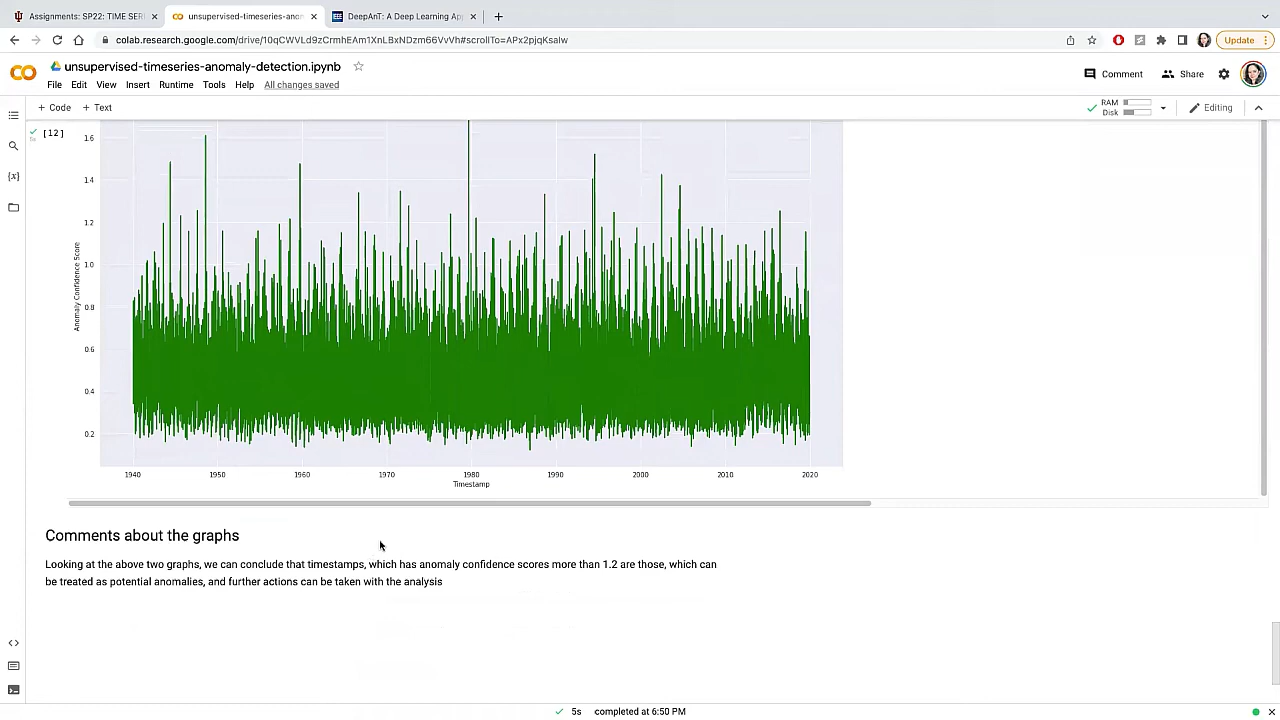 Assignments: SP22: TIME SERI
unsupervised-timeseries-anom
DeepAnT: A Deep Learning App
colab.research.google.com/drive/10qCWVLd9zCrmhEAm1XnLBxNDzm66VvVh#scrollTo=APx2pjqKsaIw
Update
unsupervised-timeseries-anomaly-detection.ipynb
File Edit View Insert Runtime Tools Help All changes saved
Comment
Share
+ Code + Text
RAM
Disk
Editing
[12]
5s
1.6
1.4
1.2
1.0
0.8
0.6
0.4
0.2
Anomaly Confidence Score
1940 1950 1960 1970 1980 1990 2000 2010 2020
Timestamp
Comments about the graphs
Looking at the above two graphs, we can conclude that timestamps, which has anomaly confidence scores more than 1.2 are those, which can
be treated as potential anomalies, and further actions can be taken with the analysis
5s completed at 6:50 PM